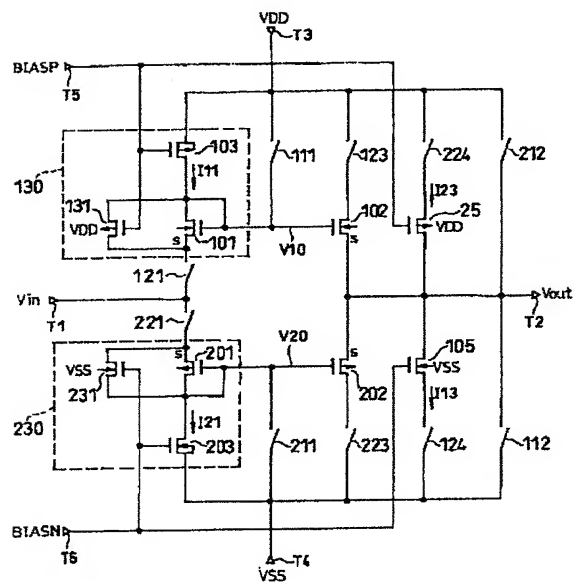 VDD
T3
BIASP
T5
103
111
123
224
212
130
I11
I23
131
VDD
101
102
25
VDD
S
V10
S
121
Vin
T1
Vout
T2
221
S
201
V20
S
105
VSS
231
202
VSS
I13
230
I21
203
211
223
124
112
BIASN
T6
T4
VSS